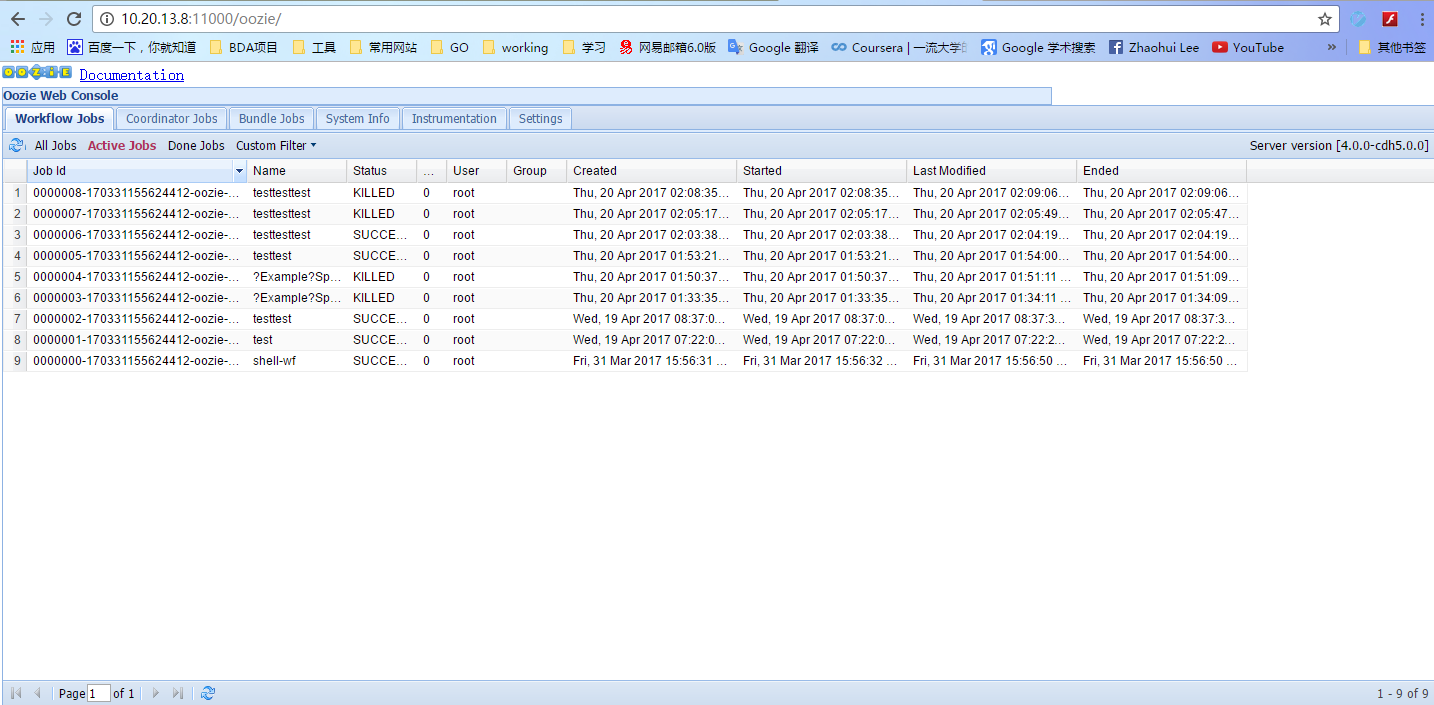 10.20.13.8:11000/oozie/
应用 百度一下，你就知道 BDA项目 工具 常用网站 GO working 学习 网易邮箱6.0版 Google 翻译 Coursera | 一流大学 Google 学术搜索 Zhaohui Lee YouTube » 其他书签
OOZIE Documentation
Oozie Web Console
Workflow Jobs Coordinator Jobs Bundle Jobs System Info Instrumentation Settings
All Jobs Active Jobs Done Jobs Custom Filter Server version [4.0.0-cdh5.0.0]
Job Id Name Status ... User Group Created Started Last Modified Ended
1 0000008-170331155624412-oozie-... testtesttest KILLED 0 root Thu, 20 Apr 2017 02:08:35... Thu, 20 Apr 2017 02:08:35... Thu, 20 Apr 2017 02:09:06... Thu, 20 Apr 2017 02:09:06...
2 0000007-170331155624412-oozie-... testtesttest KILLED 0 root Thu, 20 Apr 2017 02:05:17... Thu, 20 Apr 2017 02:05:17... Thu, 20 Apr 2017 02:05:49... Thu, 20 Apr 2017 02:05:47...
3 0000006-170331155624412-oozie-... testtesttest SUCCE... 0 root Thu, 20 Apr 2017 02:03:38... Thu, 20 Apr 2017 02:03:38... Thu, 20 Apr 2017 02:04:19... Thu, 20 Apr 2017 02:04:19...
4 0000005-170331155624412-oozie-... testtest SUCCE... 0 root Thu, 20 Apr 2017 01:53:21... Thu, 20 Apr 2017 01:53:21... Thu, 20 Apr 2017 01:54:00... Thu, 20 Apr 2017 01:54:00...
5 0000004-170331155624412-oozie-... ?Example?Sp... KILLED 0 root Thu, 20 Apr 2017 01:50:37... Thu, 20 Apr 2017 01:50:37... Thu, 20 Apr 2017 01:51:11 ... Thu, 20 Apr 2017 01:51:09...
6 0000003-170331155624412-oozie-... ?Example?Sp... KILLED 0 root Thu, 20 Apr 2017 01:33:35... Thu, 20 Apr 2017 01:33:35... Thu, 20 Apr 2017 01:34:11 ... Thu, 20 Apr 2017 01:34:09...
7 0000002-170331155624412-oozie-... testtest SUCCE... 0 root Wed, 19 Apr 2017 08:37:0... Wed, 19 Apr 2017 08:37:0... Wed, 19 Apr 2017 08:37:3... Wed, 19 Apr 2017 08:37:3...
8 0000001-170331155624412-oozie-... test SUCCE... 0 root Wed, 19 Apr 2017 07:22:0... Wed, 19 Apr 2017 07:22:0... Wed, 19 Apr 2017 07:22:2... Wed, 19 Apr 2017 07:22:2...
9 0000000-170331155624412-oozie-... shell-wf SUCCE... 0 root Fri, 31 Mar 2017 15:56:31 ... Fri, 31 Mar 2017 15:56:32 ... Fri, 31 Mar 2017 15:56:50 ... Fri, 31 Mar 2017 15:56:50 ...
Page 1 of 1 1 - 9 of 9